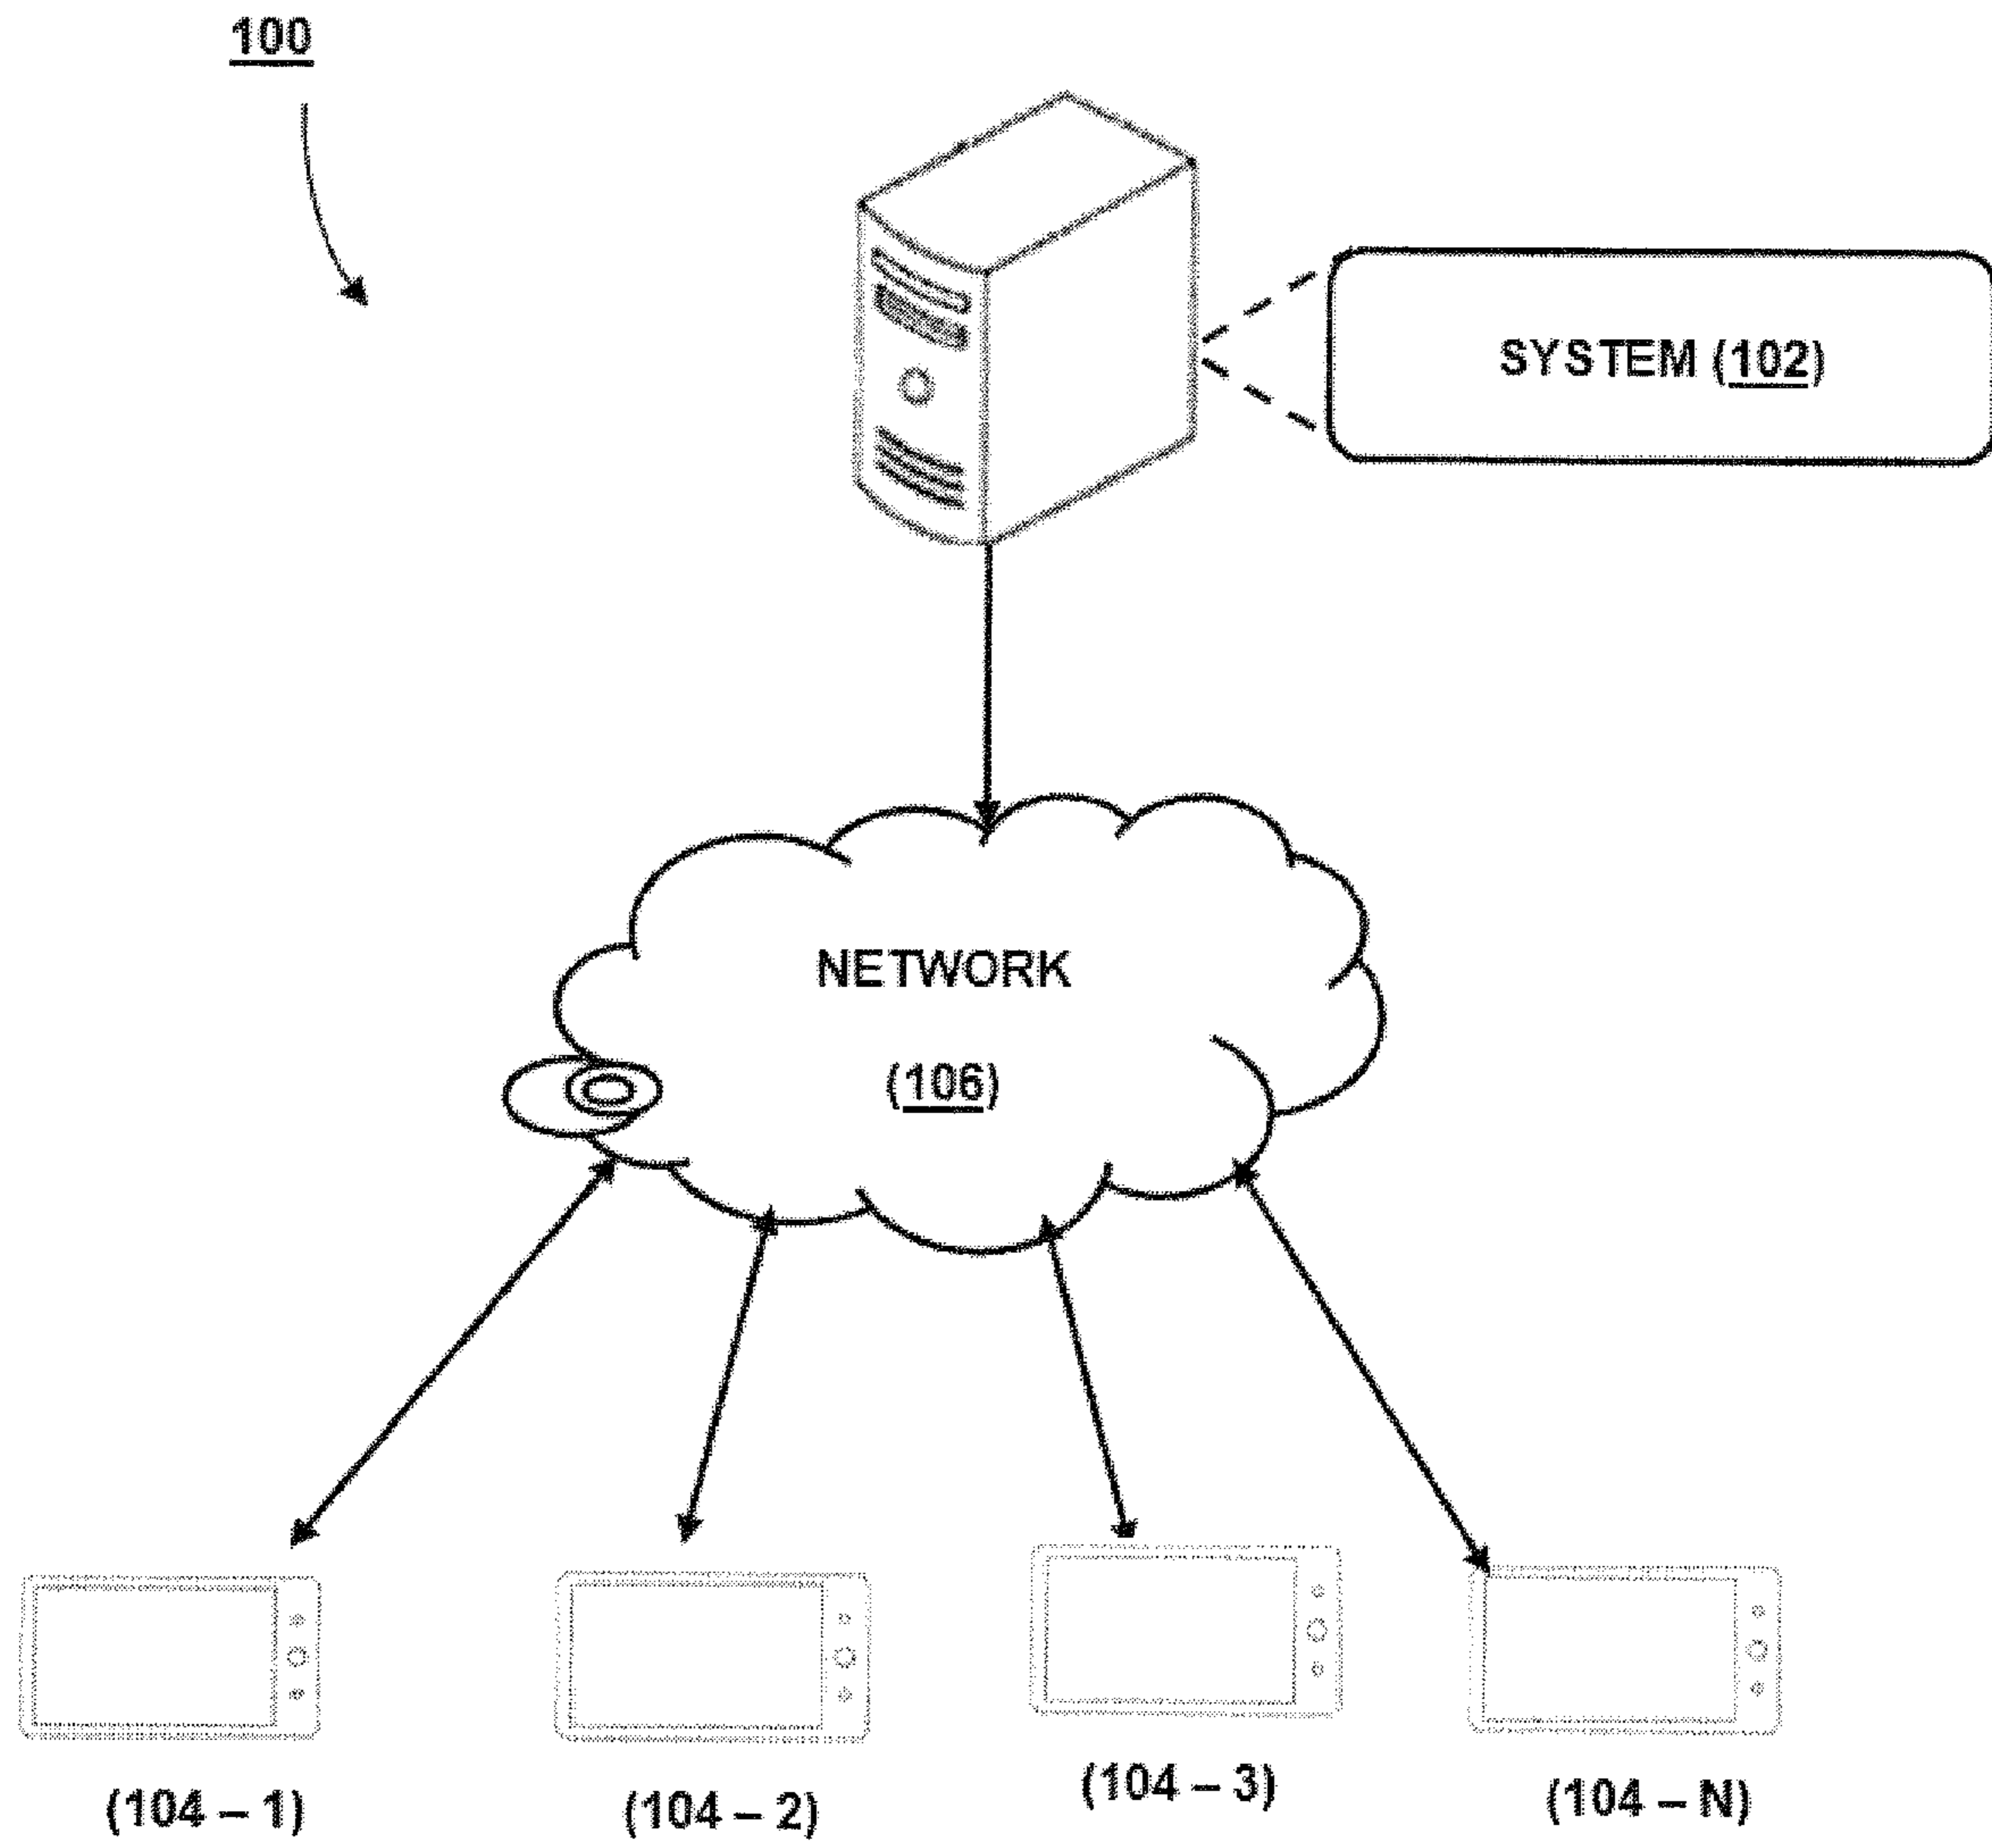 100
SYSTEM (102)
NETWORK
(106)
(104 – 1)
(104 – 2)
(104 – 3)
(104 – N)